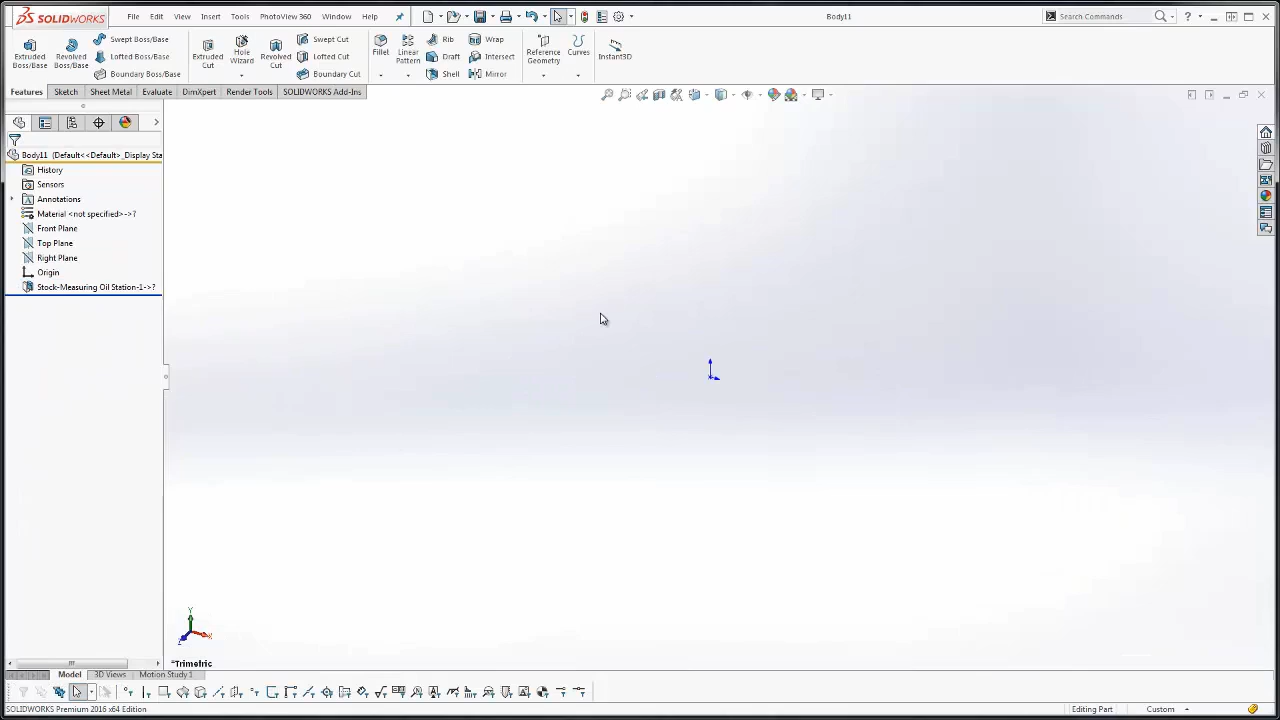 SOLIDWORKS File Edit View Insert Tools PhotoView 360 Window Help Body11 Search Commands
Extruded Boss/Base Revolved Boss/Base Swept Boss/Base Lofted Boss/Base Boundary Boss/Base Extruded Cut Hole Wizard Revolved Cut Swept Cut Lofted Cut Boundary Cut Fillet Linear Pattern Rib Draft Shell Wrap Intersect Mirror Reference Geometry Curves Instant3D
Features Sketch Sheet Metal Evaluate DimXpert Render Tools SOLIDWORKS Add-Ins
Body11 (Default<<Default>_Display Sta
History
Sensors
Annotations
Material <not specified>->?
Front Plane
Top Plane
Right Plane
Origin
Stock-Measuring Oil Station-1->?
Y
X
Z
*Trimetric
Model 3D Views Motion Study 1
SOLIDWORKS Premium 2016 x64 Edition Editing Part Custom